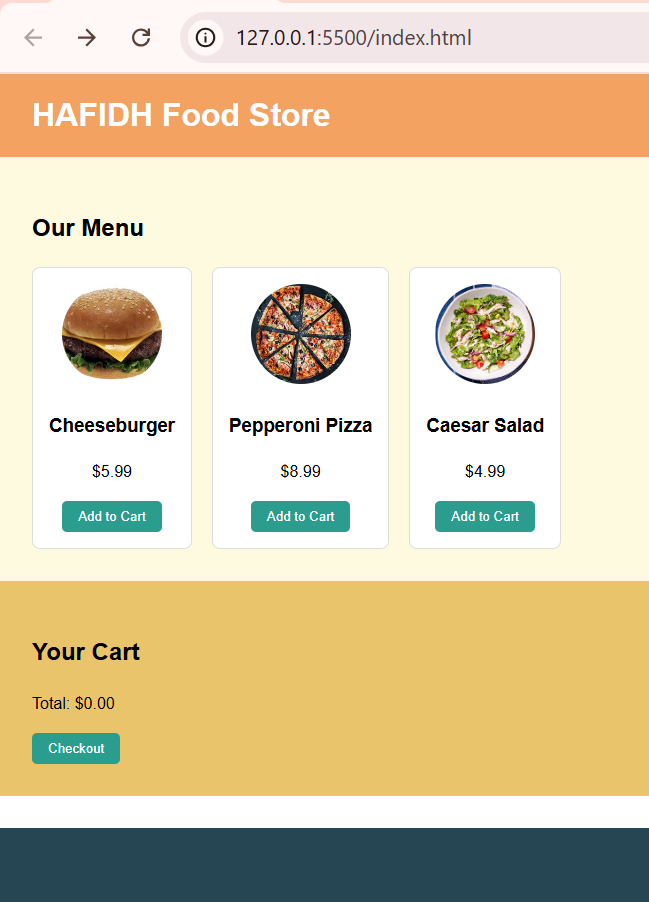 127.0.0.1:5500/index.html
HAFIDH Food Store
Our Menu
Cheeseburger
$5.99
Add to Cart
Pepperoni Pizza
$8.99
Add to Cart
Caesar Salad
$4.99
Add to Cart
Your Cart
Total: $0.00
Checkout